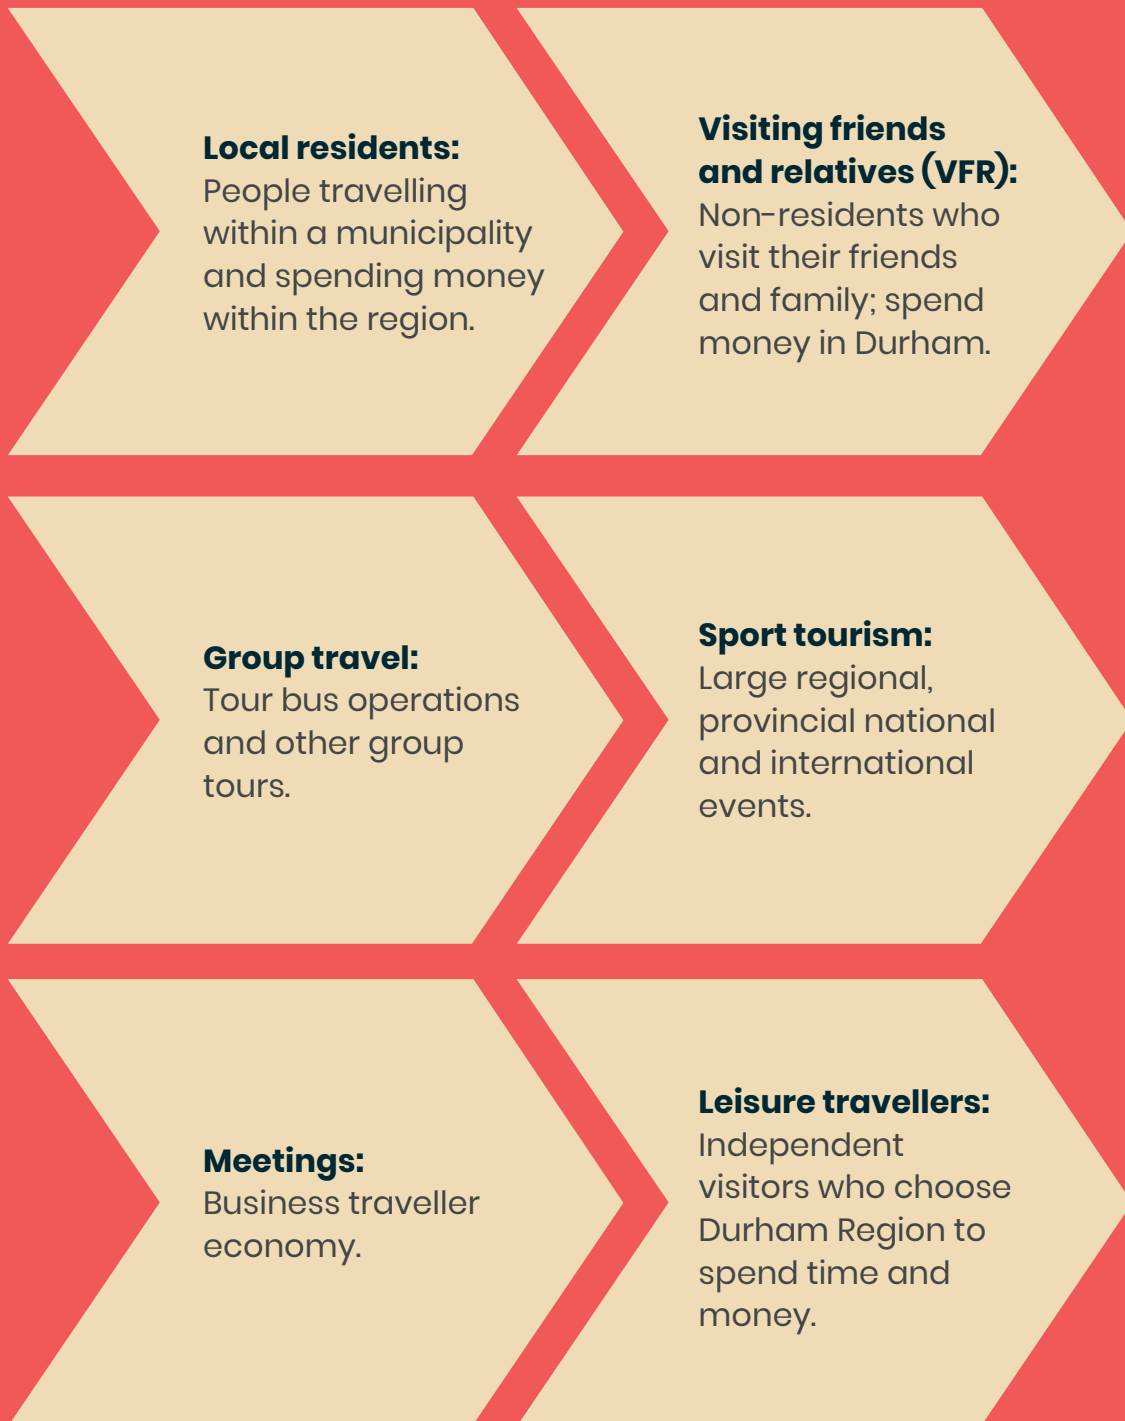 Local residents:
People travelling
within a municipality
and spending money
within the region.
Visiting friends
and relatives (VFR):
Non-residents who
visit their friends
and family; spend
money in Durham.
Group travel:
Tour bus operations
and other group
tours.
Sport tourism:
Large regional,
provincial national
and international
events.
Meetings:
Business traveller
economy.
Leisure travellers:
Independent
visitors who choose
Durham Region to
spend time and
money.